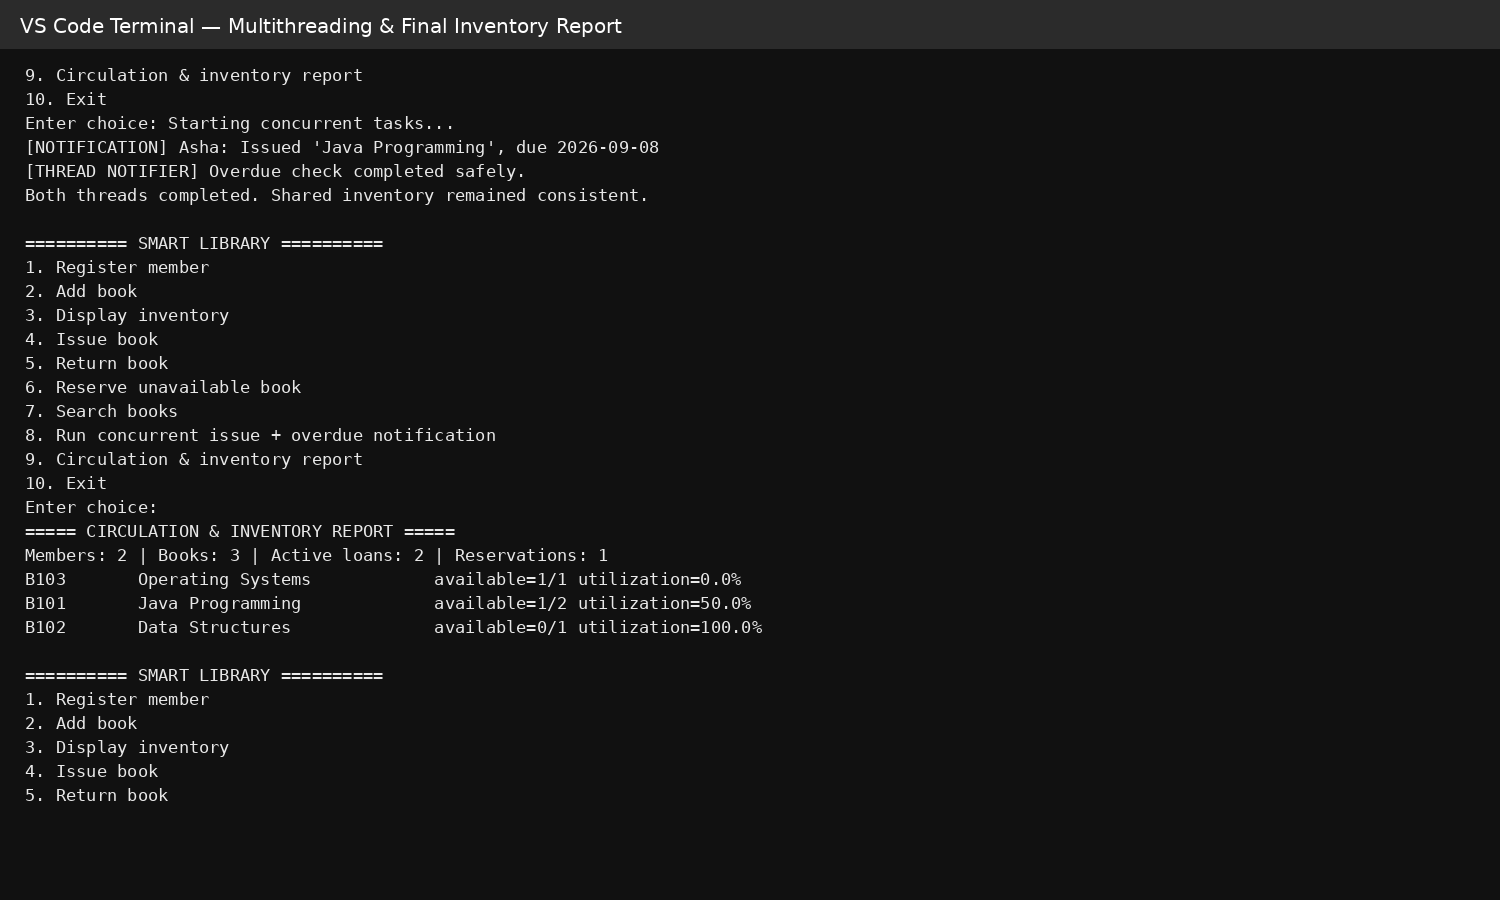 VS Code Terminal — Multithreading & Final Inventory Report
9. Circulation & inventory report
10. Exit
Enter choice: Starting concurrent tasks...
[NOTIFICATION] Asha: Issued 'Java Programming', due 2026-09-08
[THREAD NOTIFIER] Overdue check completed safely.
Both threads completed. Shared inventory remained consistent.
========== SMART LIBRARY ==========
1. Register member
2. Add book
3. Display inventory
4. Issue book
5. Return book
6. Reserve unavailable book
7. Search books
8. Run concurrent issue + overdue notification
9. Circulation & inventory report
10. Exit
Enter choice:
===== CIRCULATION & INVENTORY REPORT =====
Members: 2 | Books: 3 | Active loans: 2 | Reservations: 1
B103       Operating Systems            available=1/1 utilization=0.0%
B101       Java Programming             available=1/2 utilization=50.0%
B102       Data Structures              available=0/1 utilization=100.0%
========== SMART LIBRARY ==========
1. Register member
2. Add book
3. Display inventory
4. Issue book
5. Return book